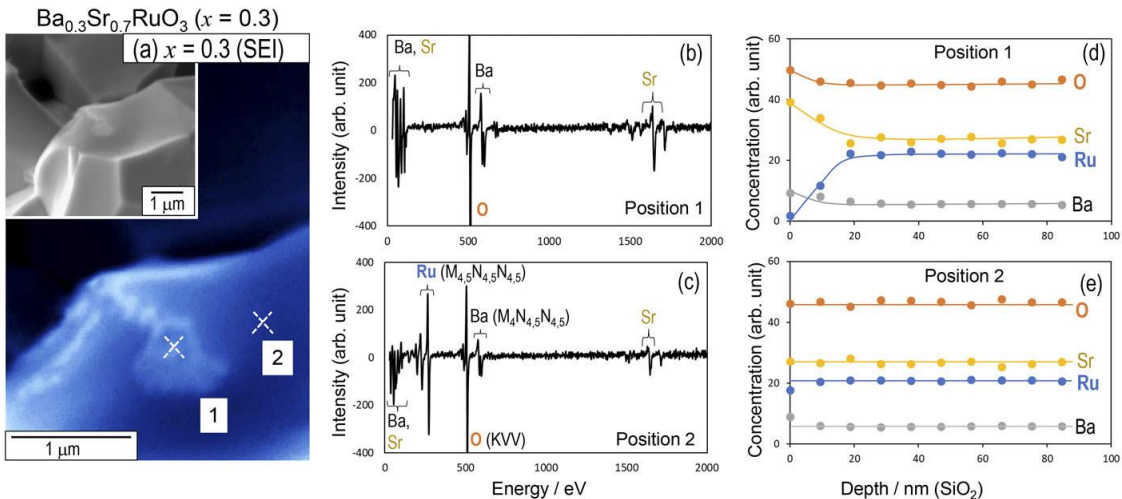 Ba0.3Sr0.7RuO3 (x = 0.3)
(a) x = 0.3 (SEI)
1 μm
1
2
1 μm
(b)
Intensity (arb. unit)
400
200
0
-200
-400
0
500
1000
1500
2000
Ba, Sr
Ba
Sr
O
Position 1
(c)
Intensity (arb. unit)
400
200
0
-200
-400
0
500
1000
1500
2000
Ru (M4,5N4,5N4,5)
Ba (M4N4,5N4,5)
Sr
Ba,
Sr
O (KVV)
Position 2
Energy / eV
Position 1
(d)
Concentration (arb. unit)
60
40
20
0
0
20
40
60
80
100
O
Sr
Ru
Ba
Position 2
(e)
Concentration (arb. unit)
60
40
20
0
0
20
40
60
80
100
O
Sr
Ru
Ba
Depth / nm (SiO2)